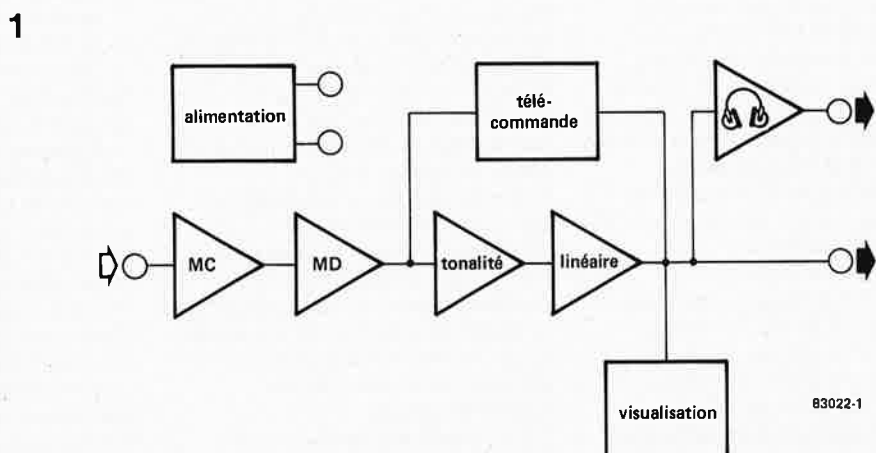 1
alimentation
télé-
commande
MC
MD
tonalité
linéaire
visualisation
83022-1